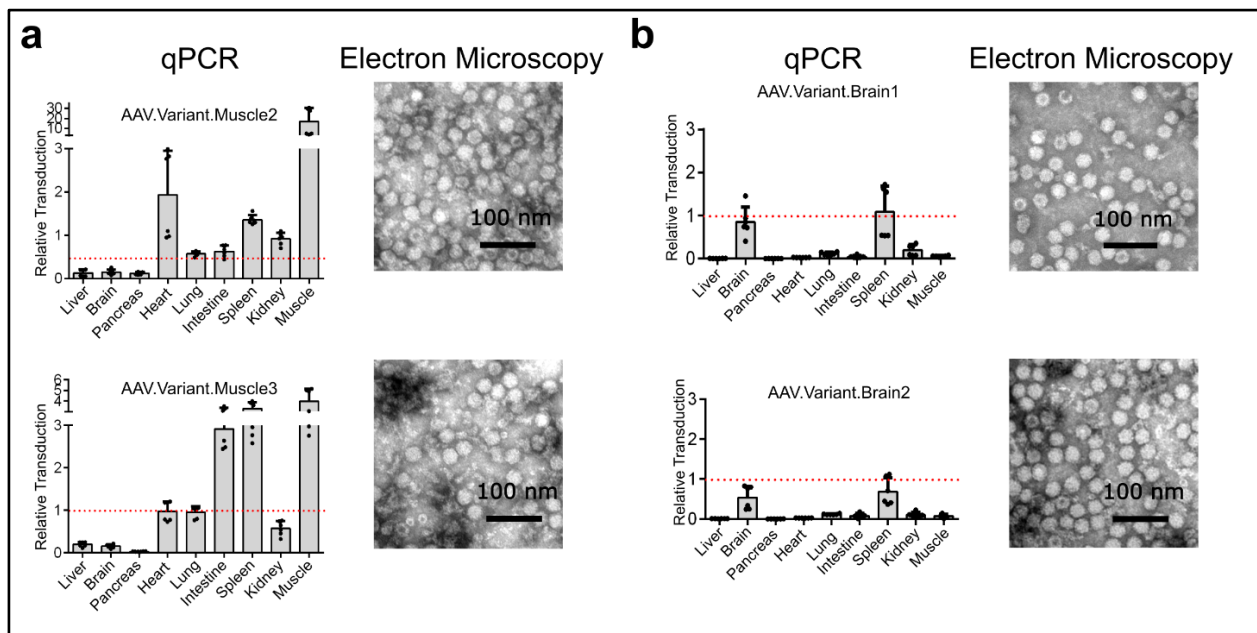 a
qPCR
Electron Microscopy
AAV.Variant.Muscle2
Relative Transduction
30
20
10
3
2
1
0
Liver
Brain
Pancreas
Heart
Lung
Intestine
Spleen
Kidney
Muscle
100 nm
AAV.Variant.Muscle3
Relative Transduction
6
5
4
3
2
1
0
Liver
Brain
Pancreas
Heart
Lung
Intestine
Spleen
Kidney
Muscle
100 nm
b
qPCR
Electron Microscopy
AAV.Variant.Brain1
Relative Transduction
3
2
1
0
Liver
Brain
Pancreas
Heart
Lung
Intestine
Spleen
Kidney
Muscle
100 nm
AAV.Variant.Brain2
Relative Transduction
3
2
1
0
Liver
Brain
Pancreas
Heart
Lung
Intestine
Spleen
Kidney
Muscle
100 nm